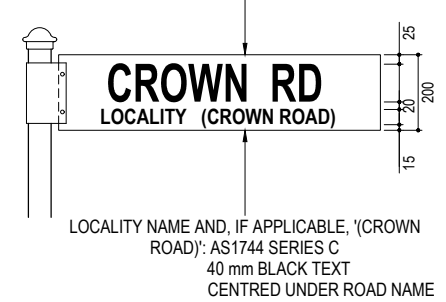 CROWN RD
LOCALITY (CROWN ROAD)
25
200
20
15
LOCALITY NAME AND, IF APPLICABLE, '(CROWN
ROAD)': AS1744 SERIES C
40 mm BLACK TEXT
CENTRED UNDER ROAD NAME